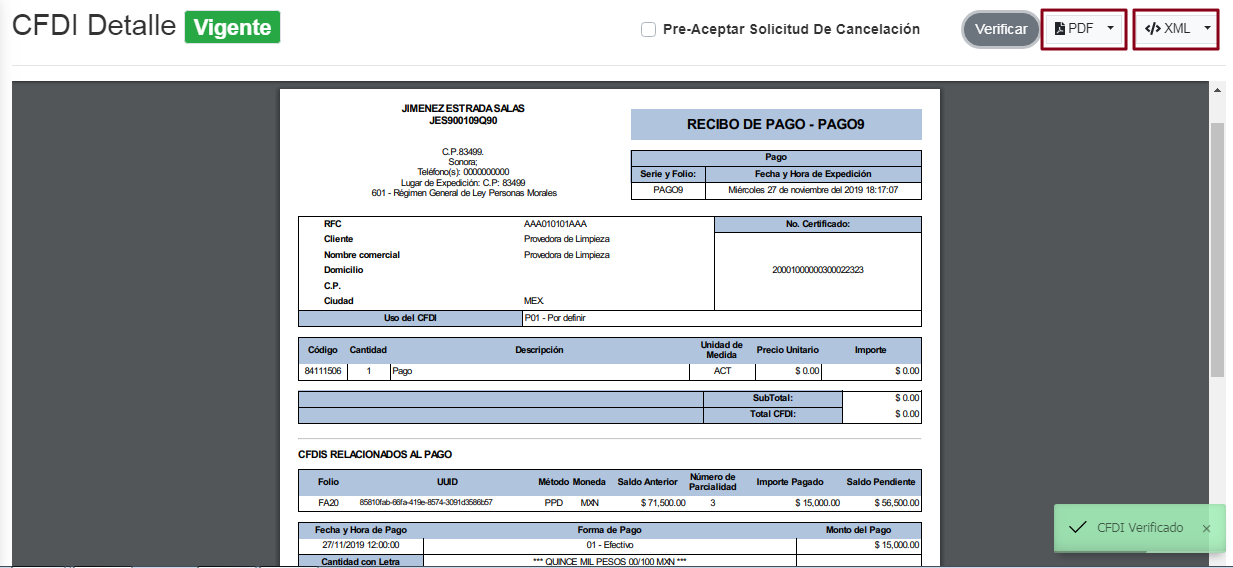 CFDI Detalle Vigente
Pre-Aceptar Solicitud De Cancelación
Verificar
PDF
XML
JIMENEZ ESTRADA SALAS
JES900109Q90
C.P.83499.
Sonora;
Teléfono(s): 0000000000
Lugar de Expedición: C.P: 83499
601 - Régimen General de Ley Personas Morales
RECIBO DE PAGO - PAGO9
Pago
Serie y Folio: Fecha y Hora de Expedición
PAGO9 Miércoles 27 de noviembre del 2019 18:17:07
RFC AAA010101AAA
Cliente Provedora de Limpieza
Nombre comercial Provedora de Limpieza
Domicilio
C.P.
Ciudad MEX.
Uso del CFDI P01 - Por definir
No. Certificado:
20001000000300022323
Código Cantidad Descripción Unidad de Medida Precio Unitario Importe
84111506 1 Pago ACT $ 0.00 $ 0.00
SubTotal: $ 0.00
Total CFDI: $ 0.00
CFDIS RELACIONADOS AL PAGO
Folio UUID Método Moneda Saldo Anterior Número de Parcialidad Importe Pagado Saldo Pendiente
FA20 85810fab-66fa-419e-8574-3091d3586b57 PPD MXN $ 71,500.00 3 $ 15,000.00 $ 56,500.00
Fecha y Hora de Pago Forma de Pago Monto del Pago
27/11/2019 12:00:00 01 - Efectivo $ 15,000.00
Cantidad con Letra *** QUINCE MIL PESOS 00/100 MXN ***
CFDI Verificado ×